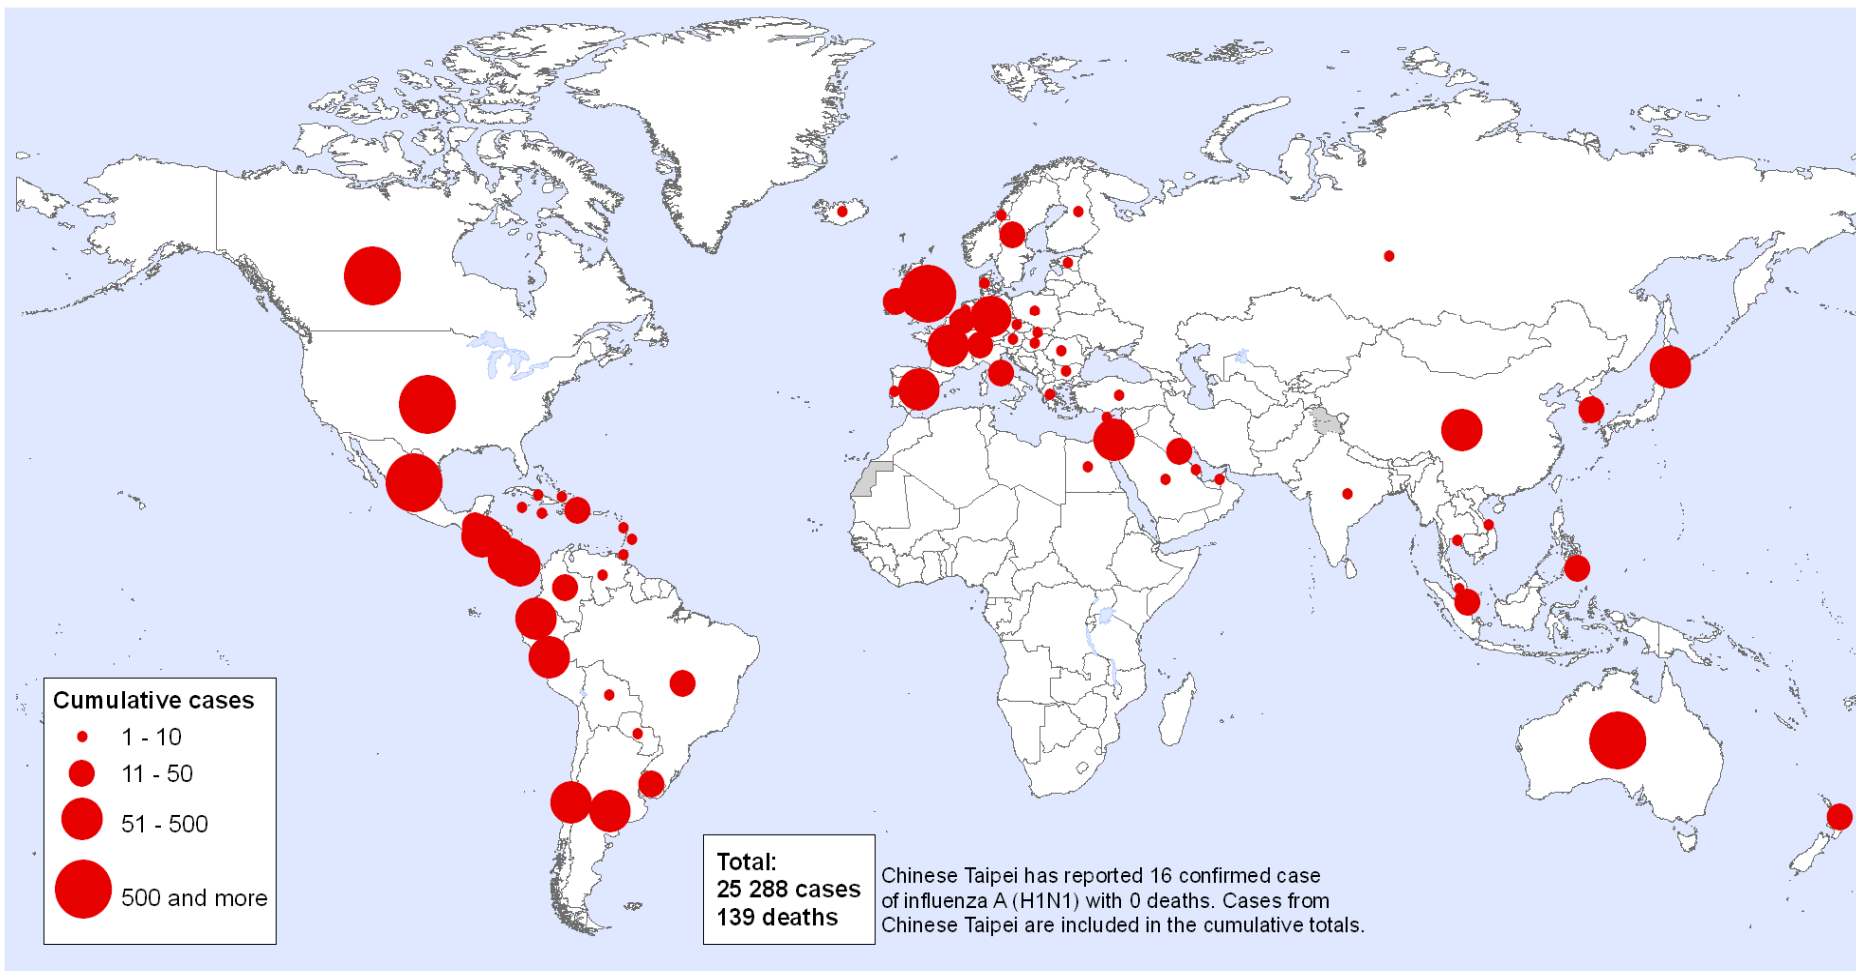 Cumulative cases
1 - 10
11 - 50
51 - 500
500 and more
Total:
25 288 cases
139 deaths
Chinese Taipei has reported 16 confirmed case
of influenza A (H1N1) with 0 deaths. Cases from
Chinese Taipei are included in the cumulative totals.